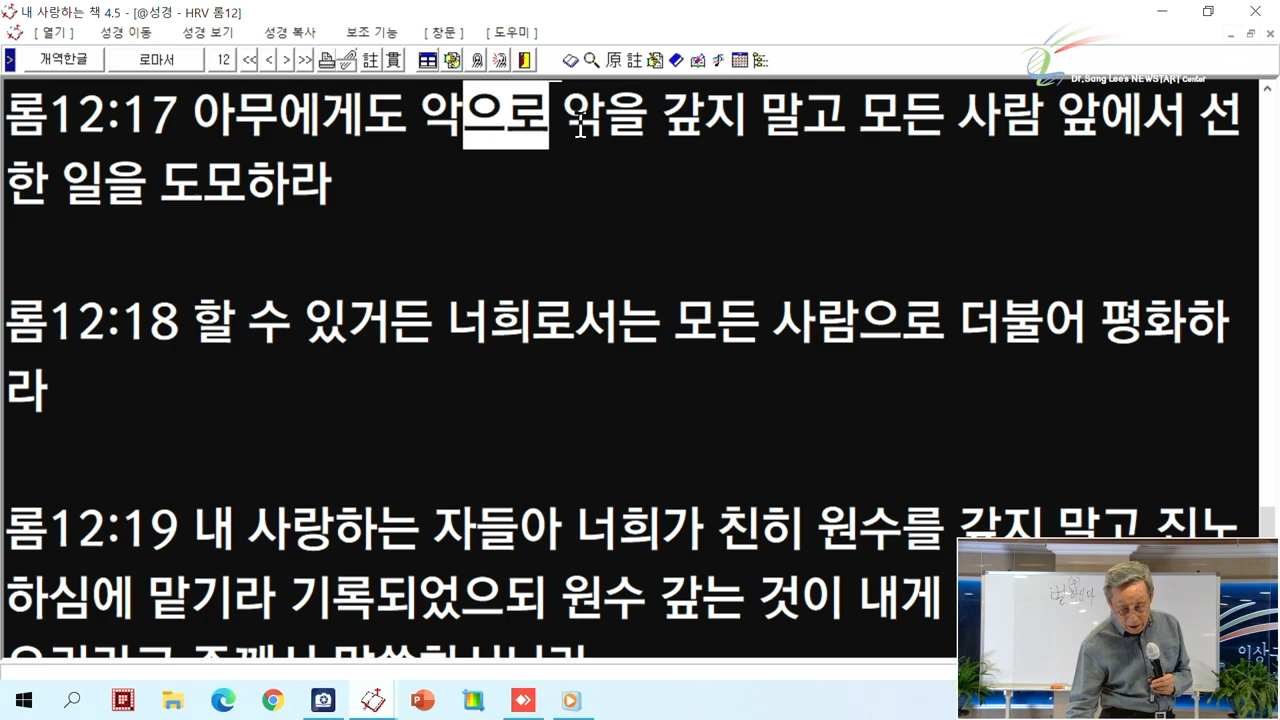 내 사랑하는 책 4.5 - [@성경 - HRV 롬12]
[ 열기 ] 성경 이동 성경 보기 성경 복사 보조 기능 [ 창문 ] [ 도우미 ]
> 개역한글 로마서 12 << < > >> 註 貫 原 註
Dr. Sang Lee's NEWSTART Center
롬12:17 아무에게도 악으로 악을 갚지 말고 모든 사람 앞에서 선
한 일을 도모하라
롬12:18 할 수 있거든 너희로서는 모든 사람으로 더불어 평화하
라
롬12:19 내 사랑하는 자들아 너희가 친히 원수를 갚지 말고 진노
하심에 맡기라 기록되었으되 원수 갚는 것이 내게
이상구